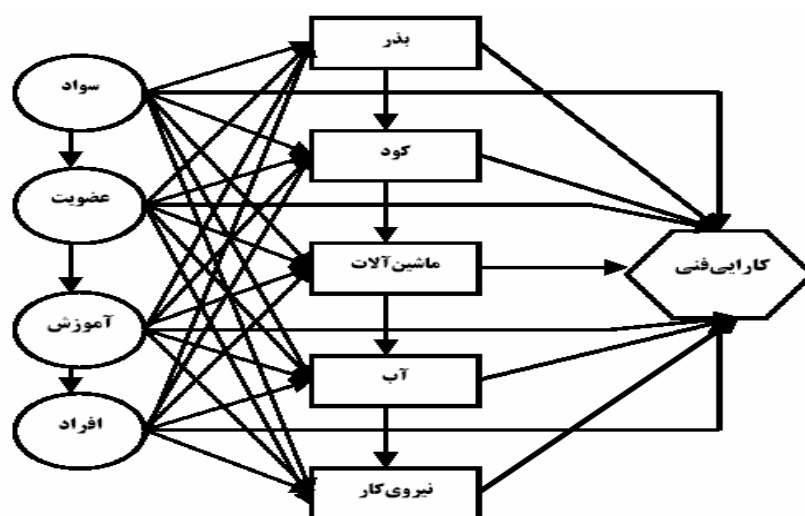 بذر
سواد
کود
عضویت
ماشین‌آلات
کارایی‌فنی
آموزش
آب
افراد
نیروی‌کار